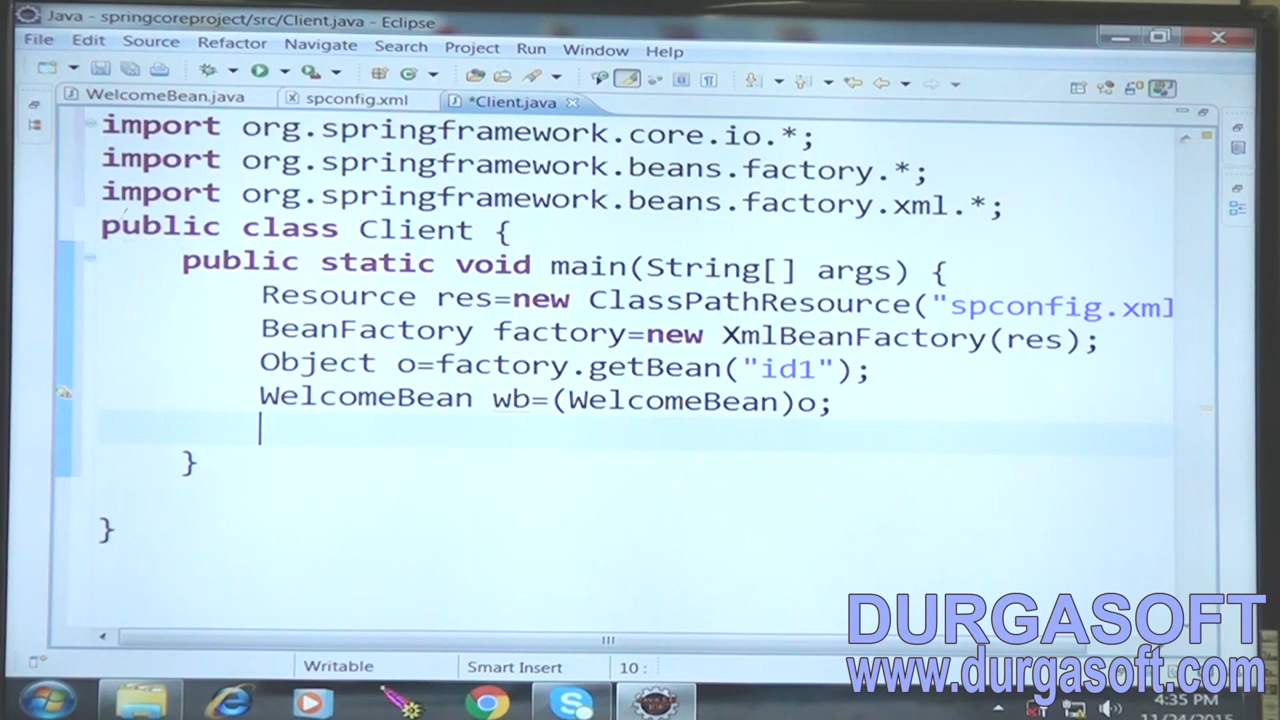 Java - springcoreproject/src/Client.java - Eclipse
File Edit Source Refactor Navigate Search Project Run Window Help
WelcomeBean.java spconfig.xml *Client.java
import org.springframework.core.io.*;
import org.springframework.beans.factory.*;
import org.springframework.beans.factory.xml.*;
public class Client {
public static void main(String[] args) {
Resource res=new ClassPathResource("spconfig.xml
BeanFactory factory=new XmlBeanFactory(res);
Object o=factory.getBean("id1");
WelcomeBean wb=(WelcomeBean)o;
}
}
DURGASOFT
www.durgasoft.com
Writable Smart Insert 10 :
4:35 PM